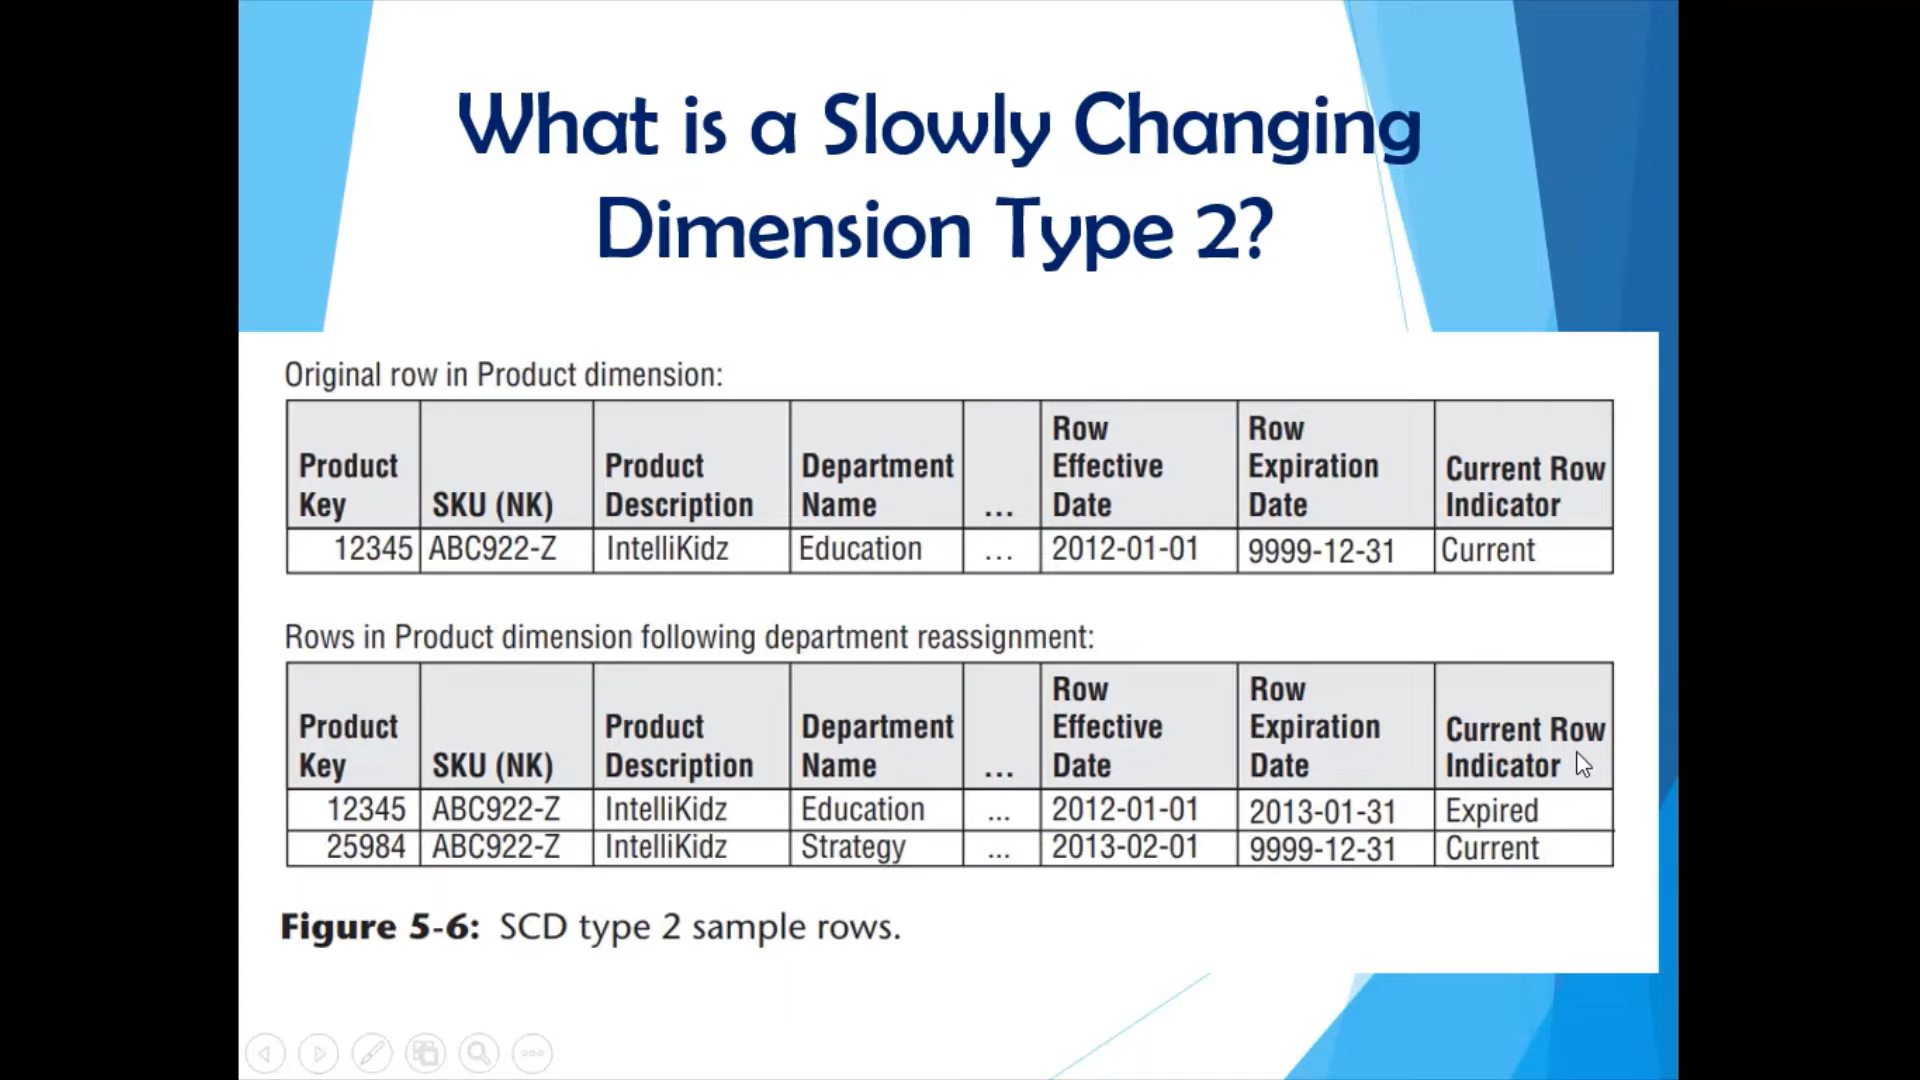 What is a Slowly Changing
Dimension Type 2?
Original row in Product dimension:
Product Key SKU (NK) Product Description Department Name ... Row Effective Date Row Expiration Date Current Row Indicator
12345 ABC922-Z IntelliKidz Education ... 2012-01-01 9999-12-31 Current
Rows in Product dimension following department reassignment:
Product Key SKU (NK) Product Description Department Name ... Row Effective Date Row Expiration Date Current Row Indicator
12345 ABC922-Z IntelliKidz Education ... 2012-01-01 2013-01-31 Expired
25984 ABC922-Z IntelliKidz Strategy ... 2013-02-01 9999-12-31 Current
Figure 5-6: SCD type 2 sample rows.